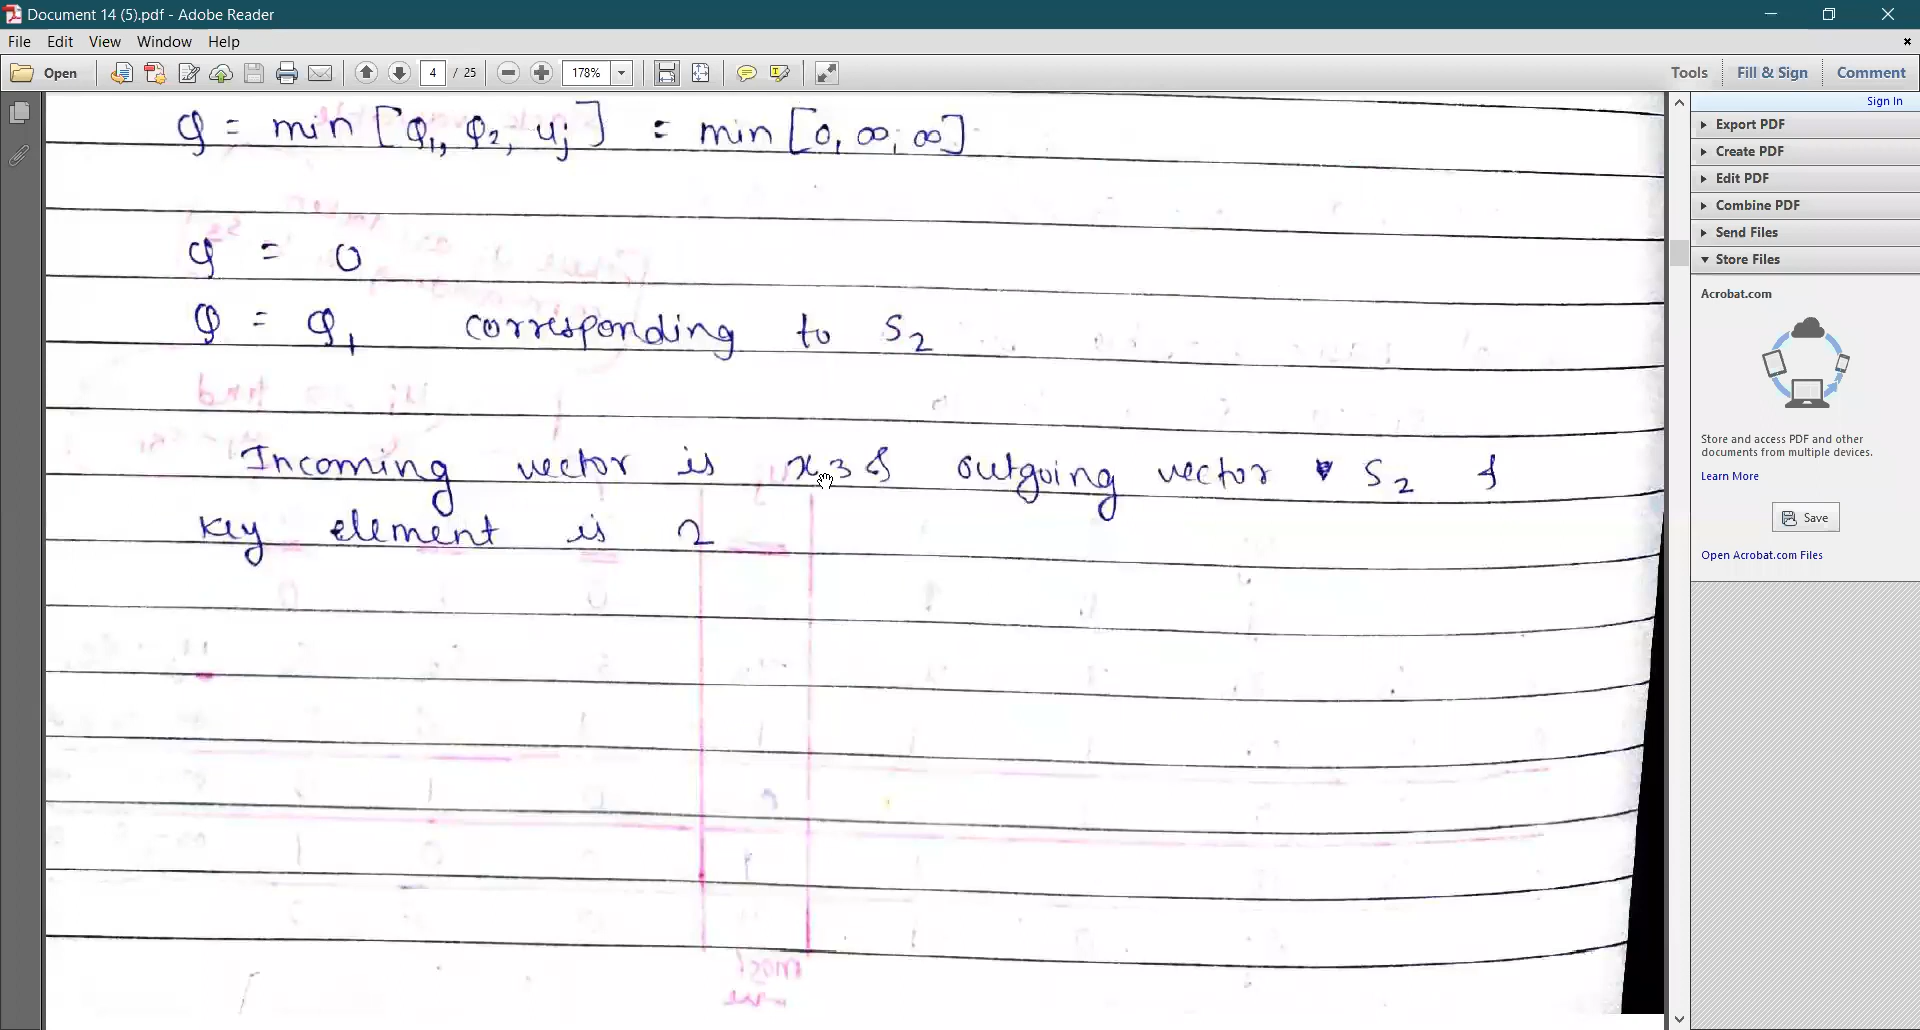 Document 14 (5).pdf - Adobe Reader
File Edit View Window Help
Open 4 / 25 178% Tools Fill & Sign Comment
Sign In
Export PDF
Create PDF
Edit PDF
Combine PDF
Send Files
Store Files
Acrobat.com
Store and access PDF and other
documents from multiple devices.
Learn More
Save
Open Acrobat.com Files
φ = min [φ1, φ2, uj] = min [0, ∞, ∞]
φ = 0
φ = φ1 corresponding to S2
Incoming vector is x3 & outgoing vector S2 &
Key element is 2